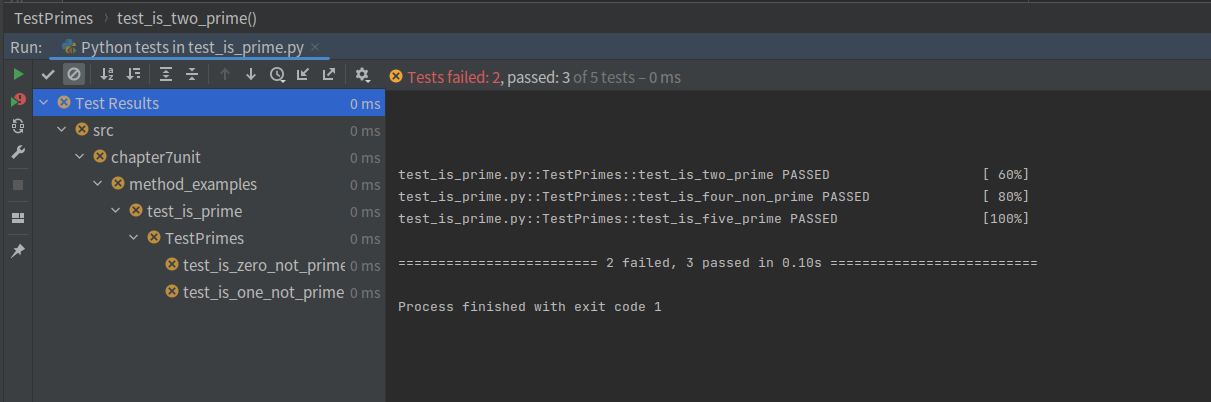 TestPrimes › test_is_two_prime()
Run: Python tests in test_is_prime.py ×
Tests failed: 2, passed: 3 of 5 tests – 0 ms
Test Results 0 ms
src 0 ms
chapter7unit 0 ms
method_examples 0 ms
test_is_prime 0 ms
TestPrimes 0 ms
test_is_zero_not_prime 0 ms
test_is_one_not_prime 0 ms
test_is_prime.py::TestPrimes::test_is_two_prime PASSED [ 60%]
test_is_prime.py::TestPrimes::test_is_four_non_prime PASSED [ 80%]
test_is_prime.py::TestPrimes::test_is_five_prime PASSED [100%]
========================= 2 failed, 3 passed in 0.10s ==========================
Process finished with exit code 1